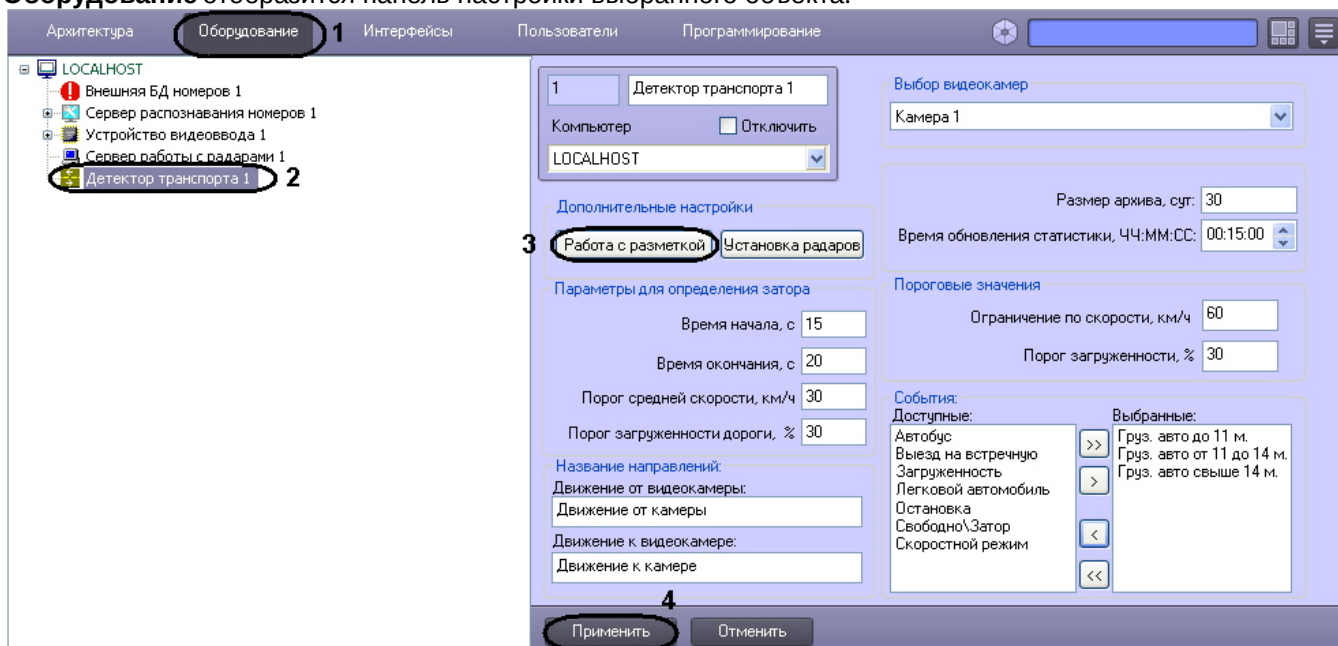 Оборудование отобразится панель настройки выбранного объекта.
Архитектура Оборудование 1 Интерфейсы Пользователи Программирование
LOCALHOST
Внешняя БД номеров 1
Сервер распознавания номеров 1
Устройство видеоввода 1
Сервер работы с радарами 1
Детектор транспорта 1 2
1 Детектор транспорта 1
Компьютер Отключить
LOCALHOST
Дополнительные настройки
3 Работа с разметкой Установка радаров
Параметры для определения затора
Время начала, с 15
Время окончания, с 20
Порог средней скорости, км/ч 30
Порог загруженности дороги, % 30
Название направлений:
Движение от видеокамеры:
Движение от камеры
Движение к видеокамере:
Движение к камере
Выбор видеокамер
Камера 1
Размер архива, сут: 30
Время обновления статистики, ЧЧ:ММ:СС: 00:15:00
Пороговые значения
Ограничение по скорости, км/ч 60
Порог загруженности, % 30
События:
Доступные:
Автобус
Выезд на встречную
Загруженность
Легковой автомобиль
Остановка
Свободно\Затор
Скоростной режим
>>
>
<
<<
Выбранные:
Груз. авто до 11 м.
Груз. авто от 11 до 14 м.
Груз. авто свыше 14 м.
4
Применить Отменить